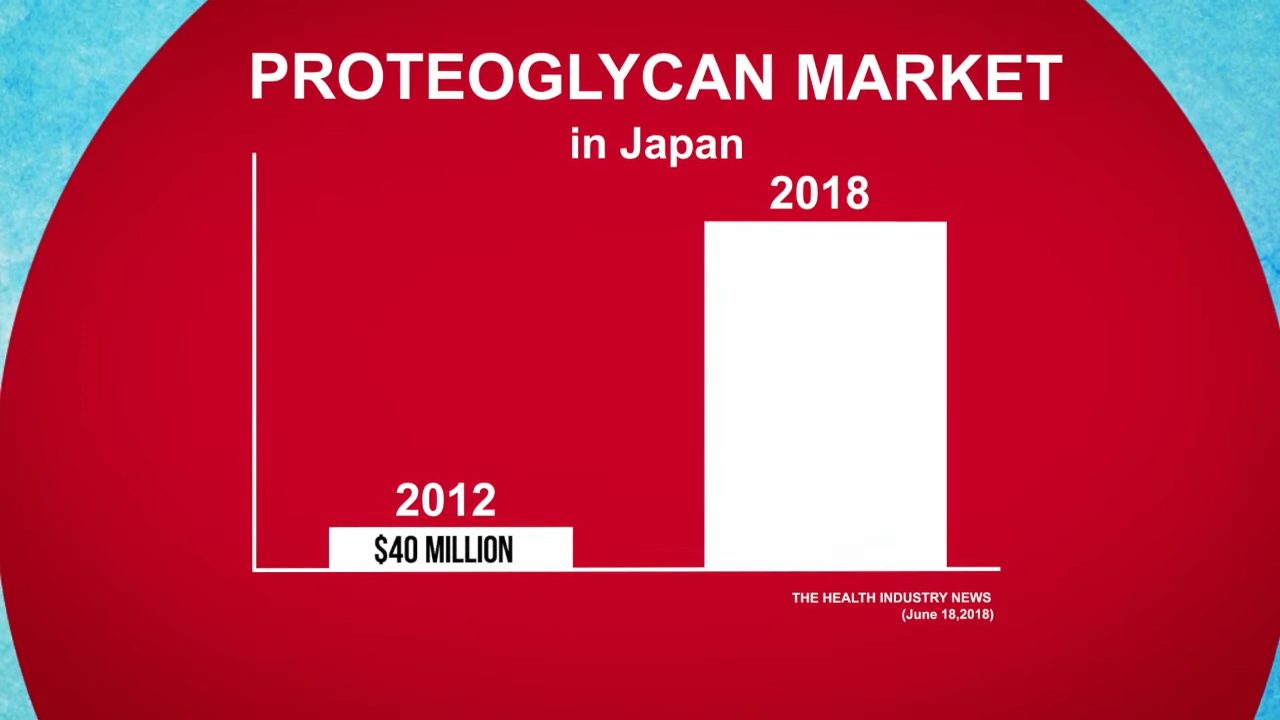 PROTEOGLYCAN MARKET
in Japan
2018
2012
$40 MILLION
THE HEALTH INDUSTRY NEWS
(June 18,2018)